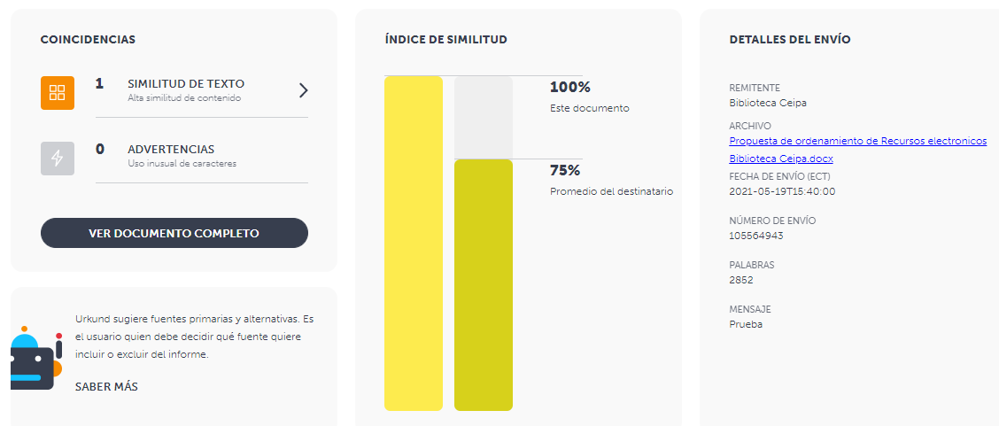 COINCIDENCIAS
1
SIMILITUD DE TEXTO
Alta similitud de contenido
0
ADVERTENCIAS
Uso inusual de caracteres
VER DOCUMENTO COMPLETO
Urkund sugiere fuentes primarias y alternativas. Es
el usuario quien debe decidir qué fuente quiere
incluir o excluir del informe.
SABER MÁS
ÍNDICE DE SIMILITUD
100%
Este documento
75%
Promedio del destinatario
DETALLES DEL ENVÍO
REMITENTE
Biblioteca Ceipa
ARCHIVO
Propuesta de ordenamiento de Recursos electronicos
Biblioteca Ceipa.docx
FECHA DE ENVÍO (ECT)
2021-05-19T15:40:00
NÚMERO DE ENVÍO
105564943
PALABRAS
2852
MENSAJE
Prueba